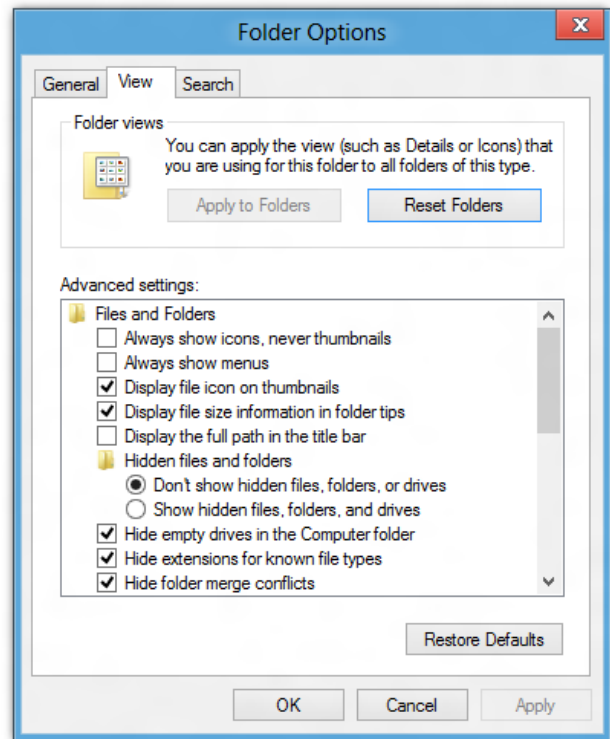 Folder Options
General View Search
Folder views
You can apply the view (such as Details or Icons) that
you are using for this folder to all folders of this type.
Apply to Folders Reset Folders
Advanced settings:
Files and Folders
Always show icons, never thumbnails
Always show menus
Display file icon on thumbnails
Display file size information in folder tips
Display the full path in the title bar
Hidden files and folders
Don't show hidden files, folders, or drives
Show hidden files, folders, and drives
Hide empty drives in the Computer folder
Hide extensions for known file types
Hide folder merge conflicts
Restore Defaults
OK Cancel Apply